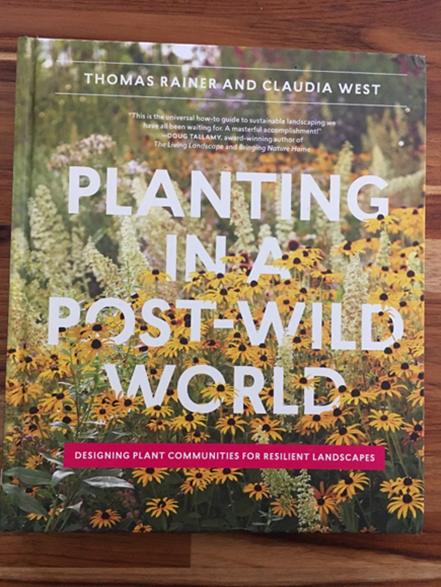 THOMAS RAINER AND CLAUDIA WEST
"This is the universal how-to guide to sustainable landscaping we
have all been waiting for. A masterful accomplishment!"
—DOUG TALLAMY, award-winning author of
The Living Landscape and Bringing Nature Home
PLANTING
IN A
POST-WILD
WORLD
DESIGNING PLANT COMMUNITIES FOR RESILIENT LANDSCAPES